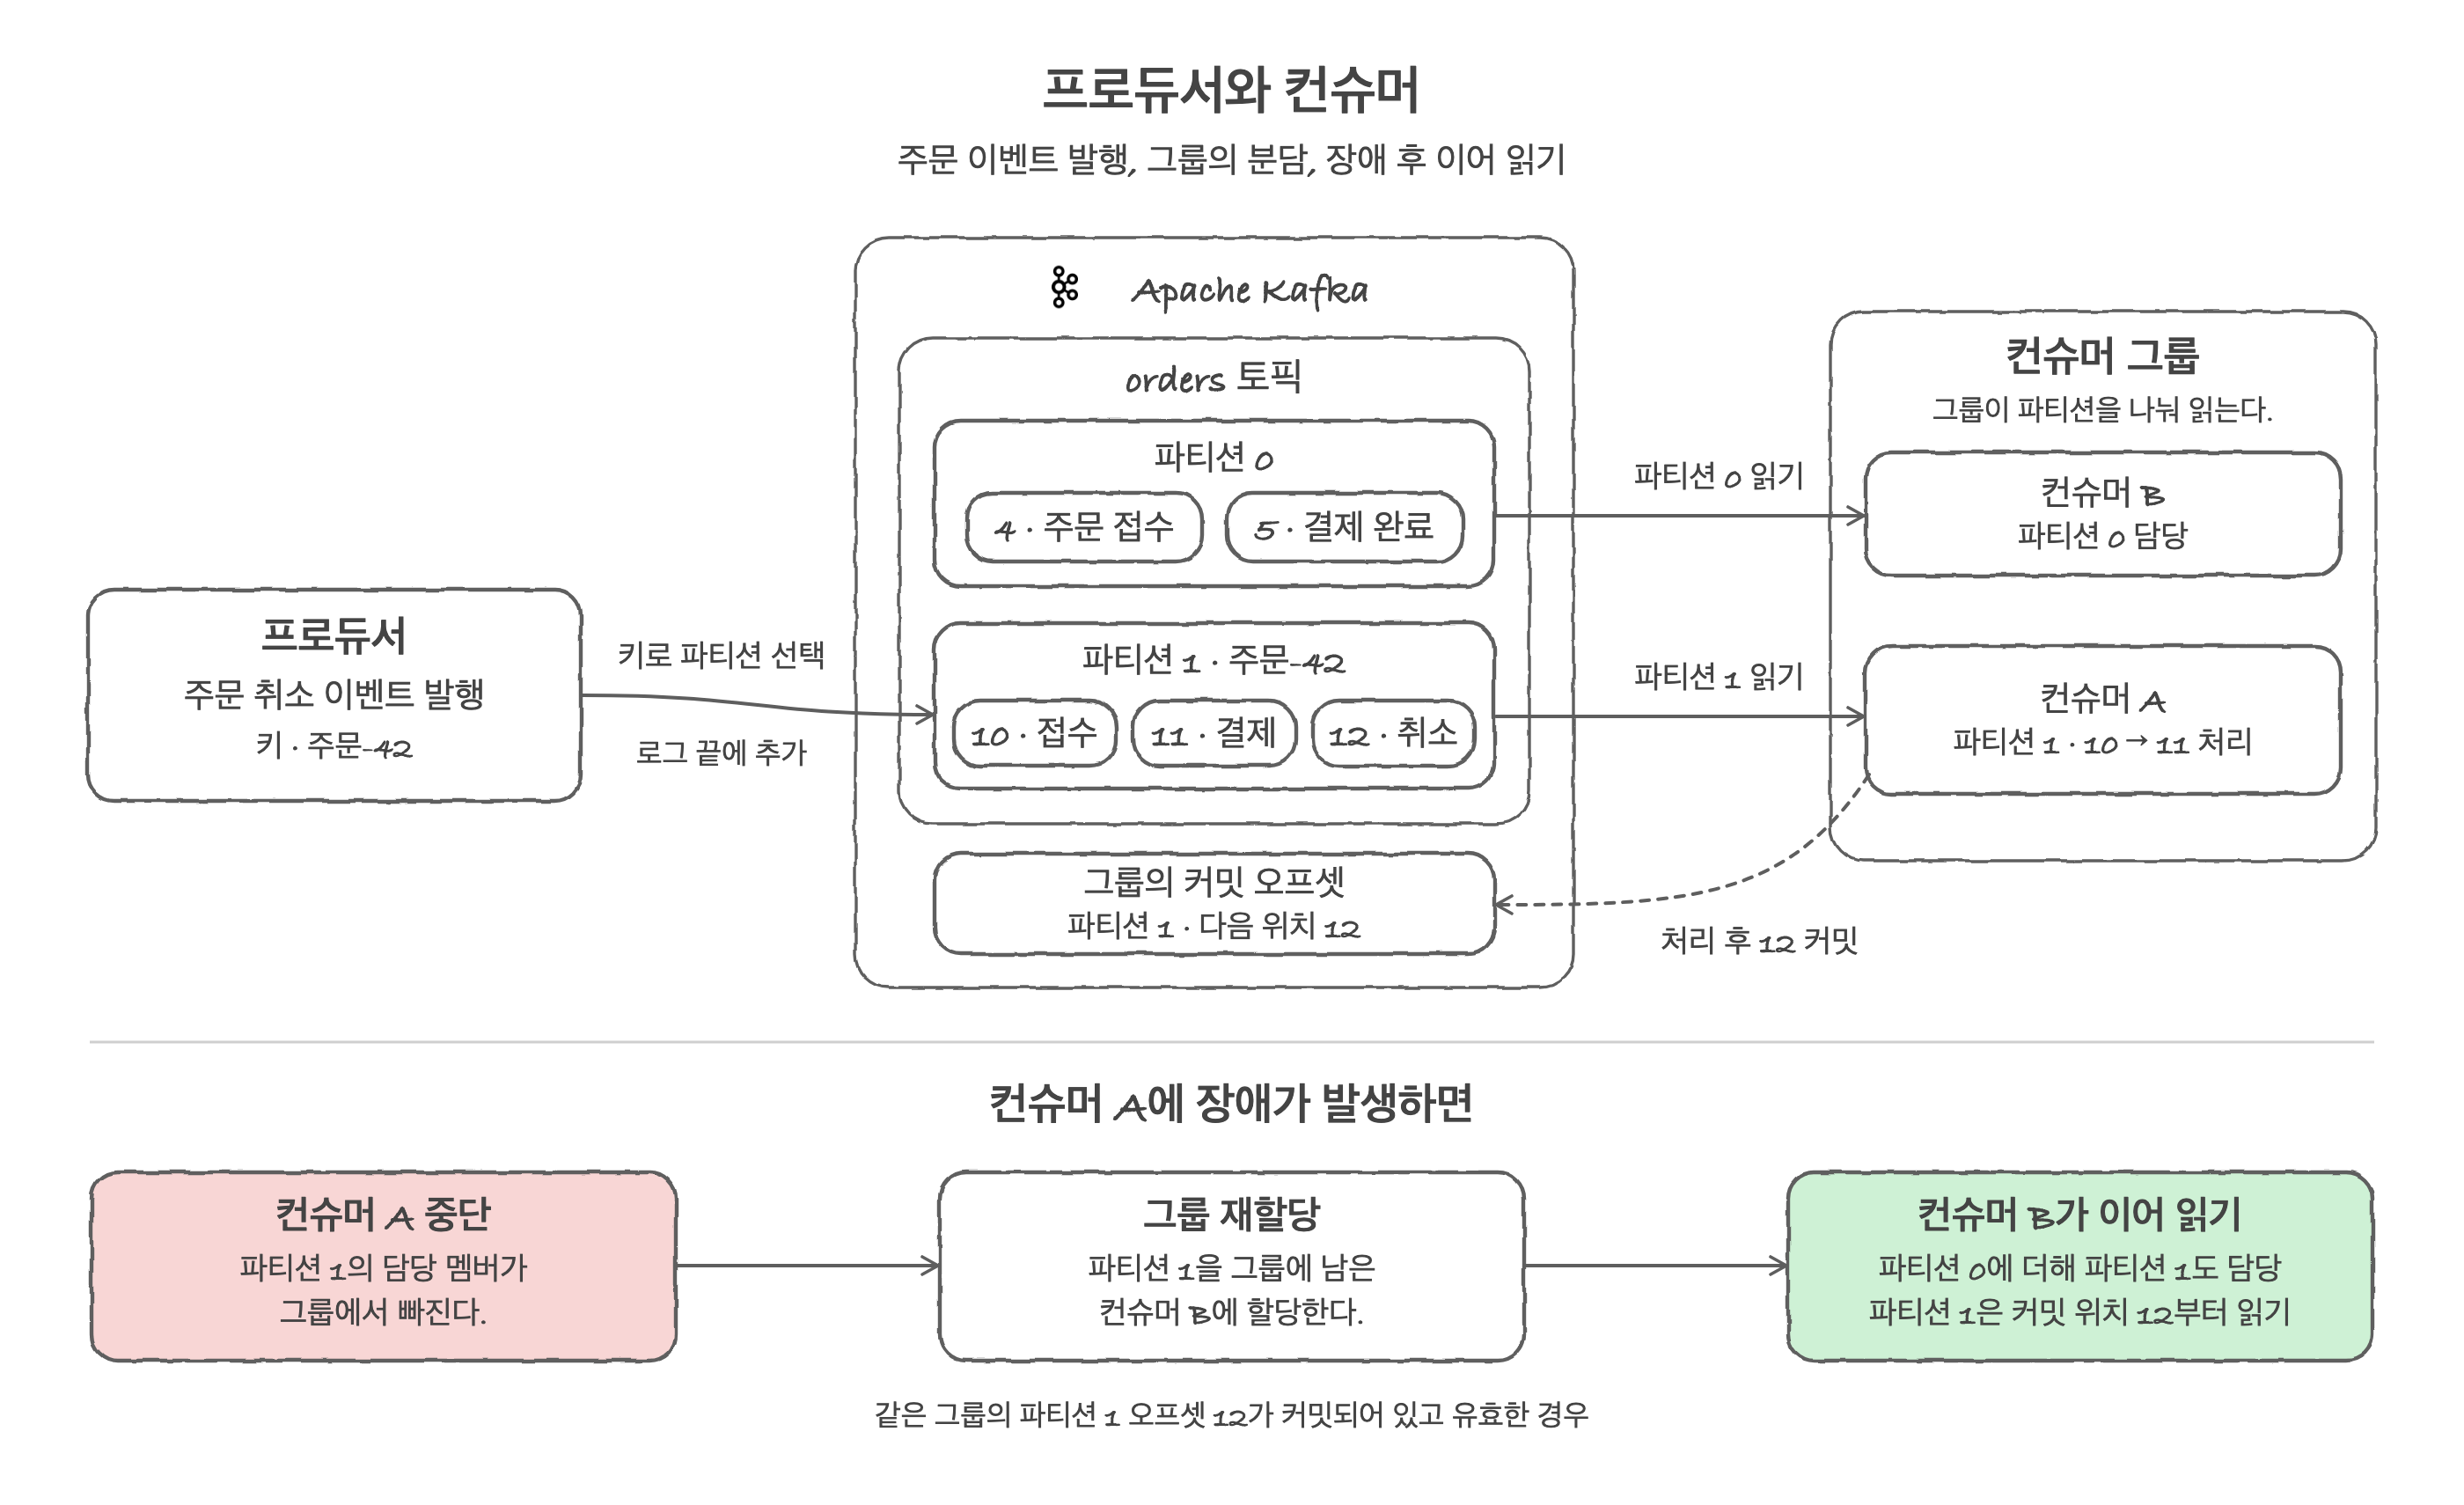 프로듀서와 컨슈머
주문 이벤트 발행, 그룹의 분담, 장애 후 이어 읽기
Apache Kafka
orders 토픽
파티션 0
4 · 주문 접수
5 · 결제 완료
파티션 1 · 주문-42
10 · 접수
11 · 결제
12 · 취소
그룹의 커밋 오프셋
파티션 1 · 다음 위치 12
프로듀서
주문 취소 이벤트 발행
키 · 주문-42
키로 파티션 선택
로그 끝에 추가
파티션 0 읽기
파티션 1 읽기
컨슈머 그룹
그룹이 파티션을 나눠 읽는다.
컨슈머 B
파티션 0 담당
컨슈머 A
파티션 1 · 10 → 11 처리
처리 후 12 커밋
컨슈머 A에 장애가 발생하면
컨슈머 A 중단
파티션 1의 담당 멤버가
그룹에서 빠진다.
그룹 재할당
파티션 1을 그룹에 남은
컨슈머 B에 할당한다.
컨슈머 B가 이어 읽기
파티션 0에 더해 파티션 1도 담당
파티션 1은 커밋 위치 12부터 읽기
같은 그룹의 파티션 1 오프셋 12가 커밋되어 있고 유효한 경우